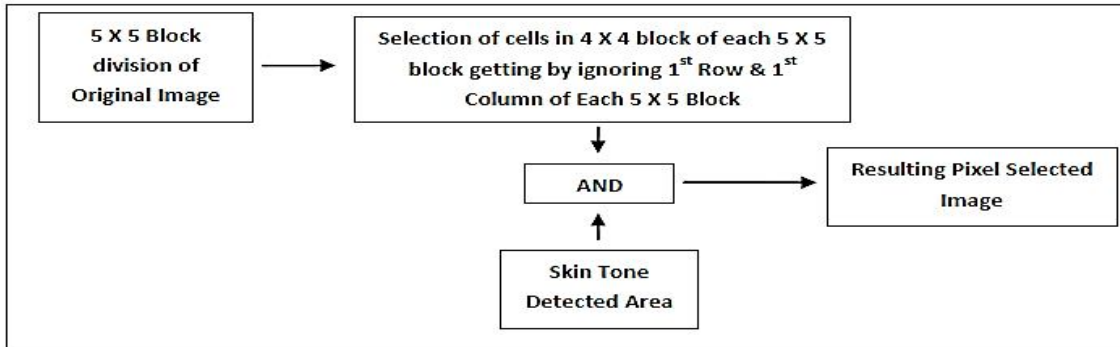 5 X 5 Block
division of
Original Image
Selection of cells in 4 X 4 block of each 5 X 5
block getting by ignoring 1st Row & 1st
Column of Each 5 X 5 Block
AND
Resulting Pixel Selected
Image
Skin Tone
Detected Area